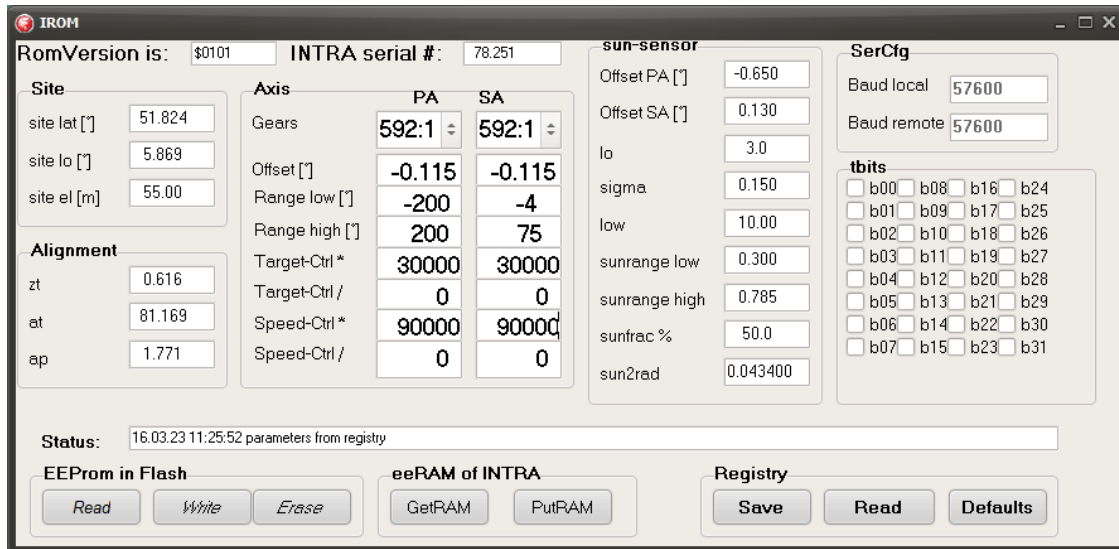 IROM
RomVersion is: $0101 INTRA serial #: 78.251
Site
site lat [°] 51.824
site lo [°] 5.869
site el [m] 55.00
Alignment
zt 0.616
at 81.169
ap 1.771
Axis
PA SA
Gears 592:1 592:1
Offset [°] -0.115 -0.115
Range low [°] -200 -4
Range high [°] 200 75
Target-Ctrl * 30000 30000
Target-Ctrl / 0 0
Speed-Ctrl * 90000 90000
Speed-Ctrl / 0 0
sun-sensor
Offset PA [°] -0.650
Offset SA [°] 0.130
Io 3.0
sigma 0.150
low 10.00
sunrange low 0.300
sunrange high 0.785
sunfrac % 50.0
sun2rad 0.043400
SerCfg
Baud local 57600
Baud remote 57600
tbits
b00 b08 b16 b24
b01 b09 b17 b25
b02 b10 b18 b26
b03 b11 b19 b27
b04 b12 b20 b28
b05 b13 b21 b29
b06 b14 b22 b30
b07 b15 b23 b31
Status: 16.03.23 11:25:52 parameters from registry
EEProm in Flash
Read Write Erase
eeRAM of INTRA
GetRAM PutRAM
Registry
Save Read Defaults